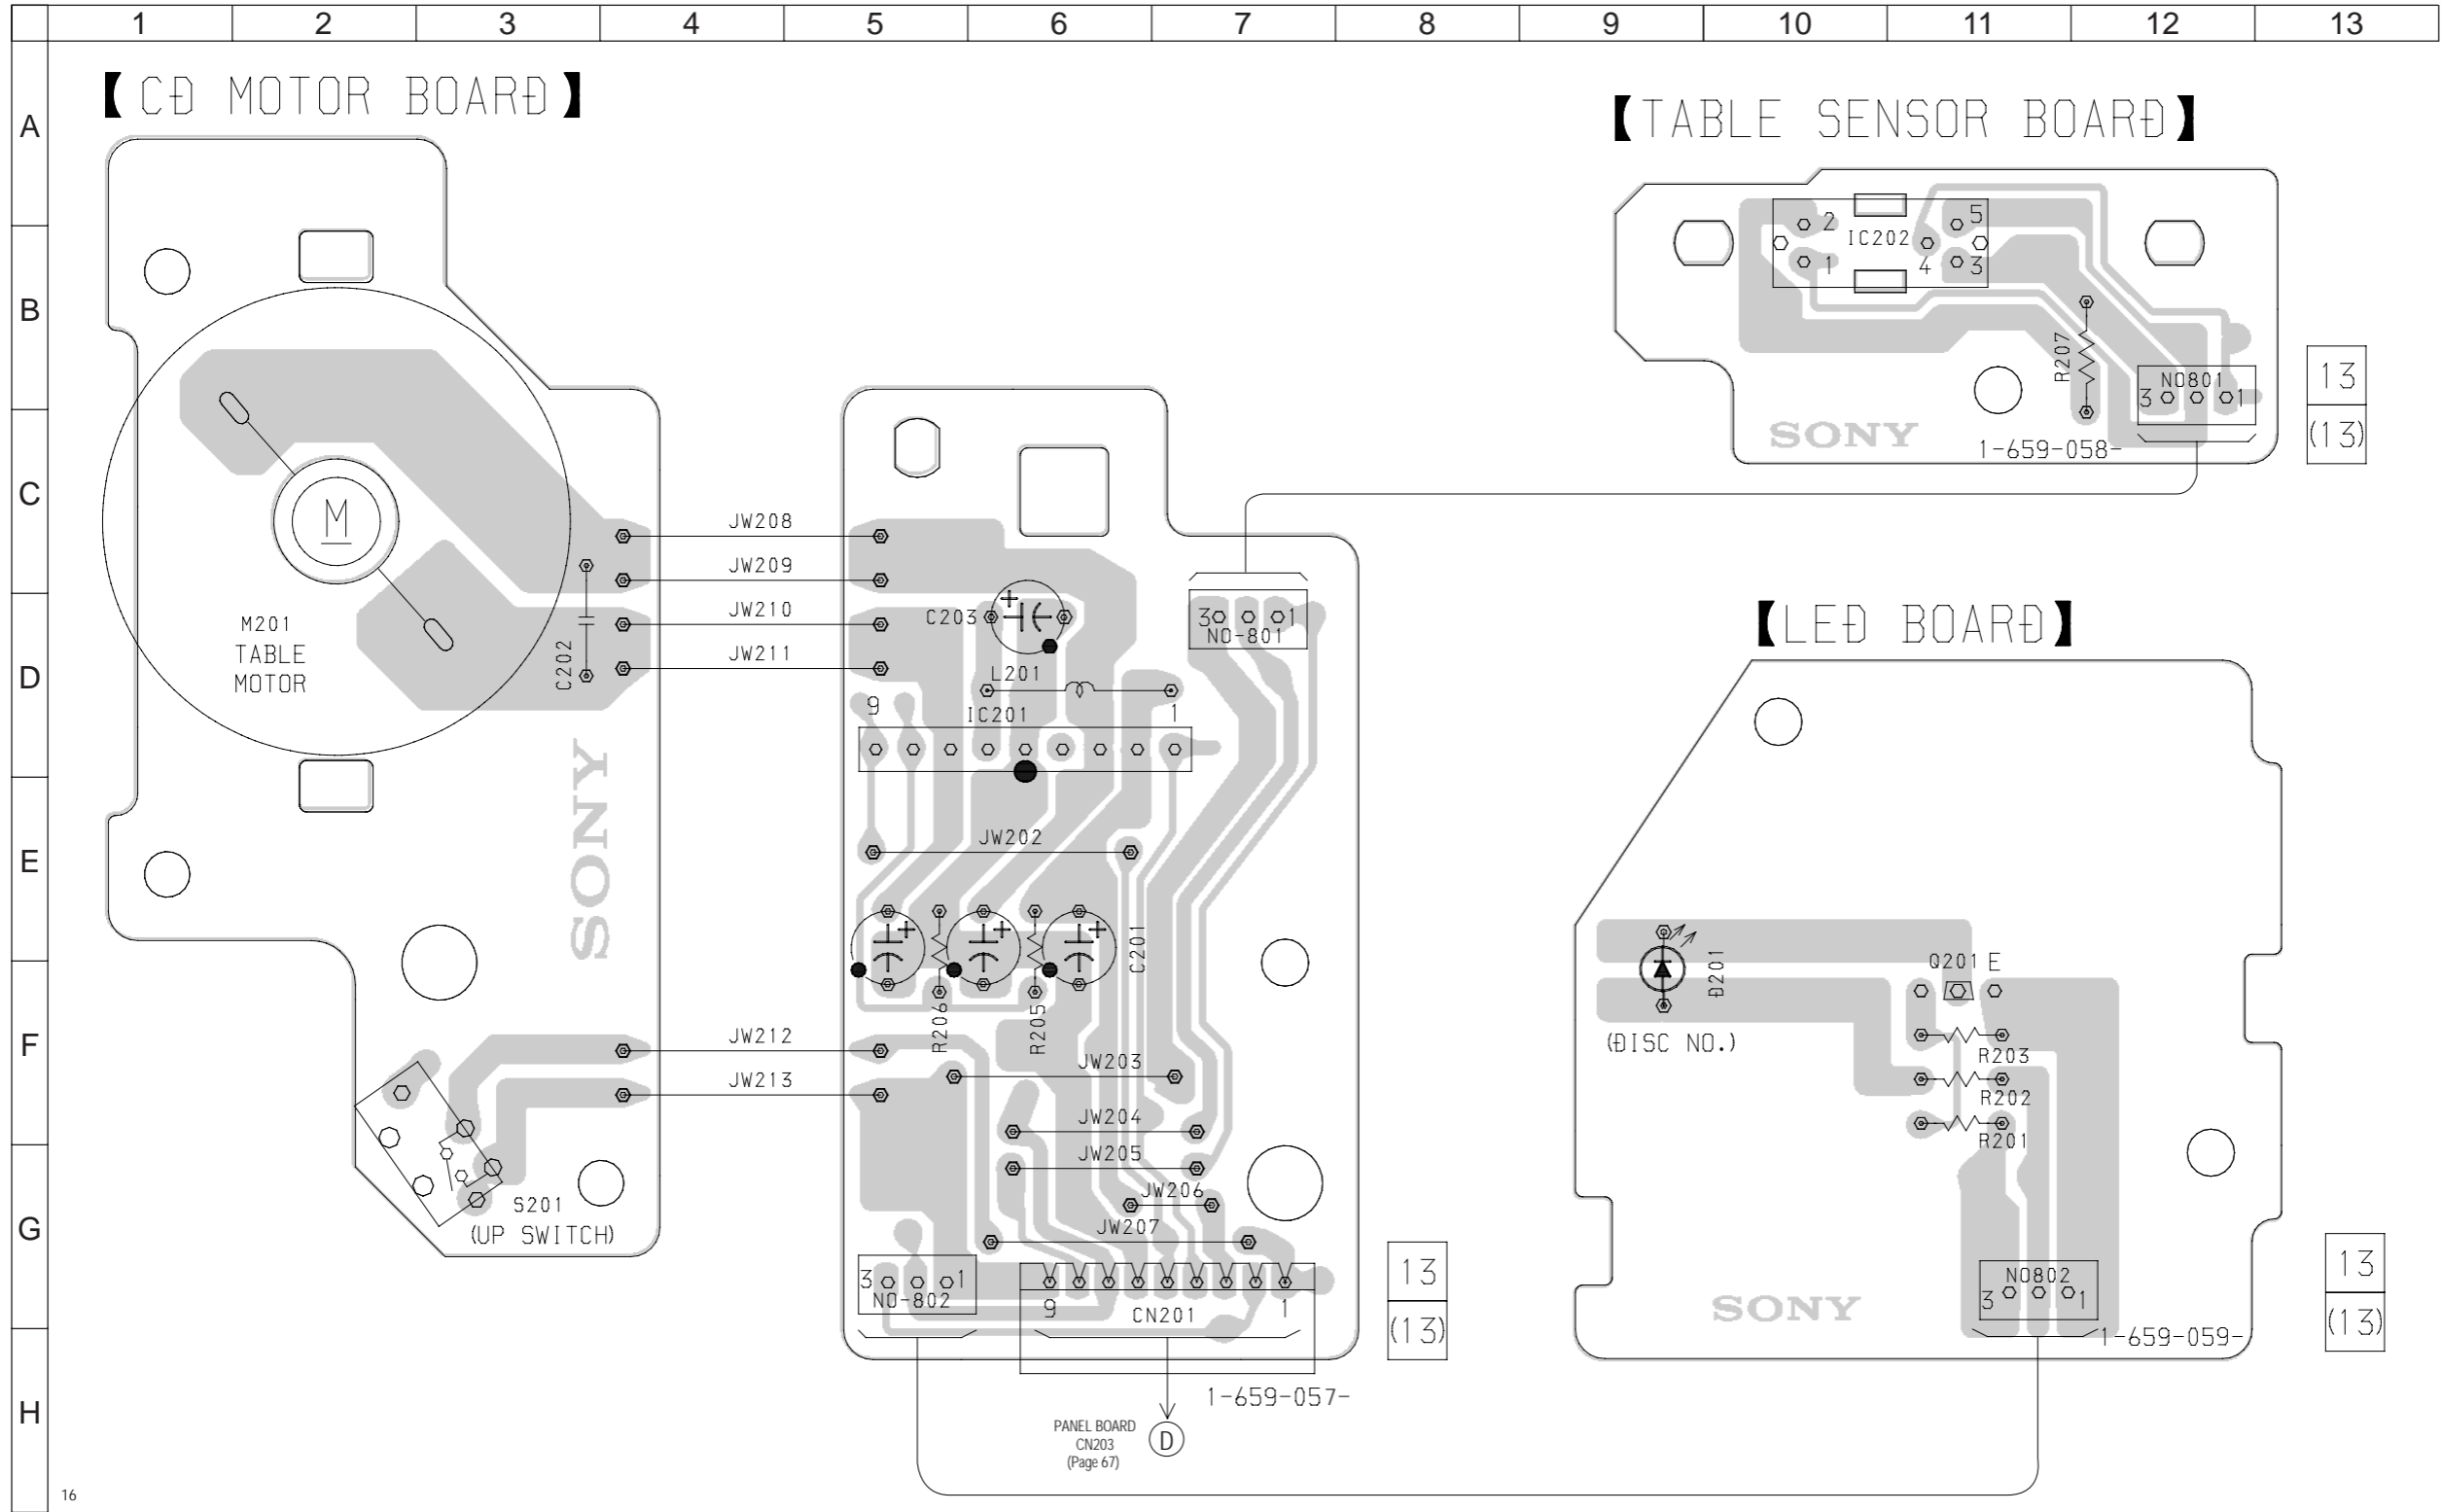 1 2 3 4 5 6 7 8 9 10 11 12 13
A
B
C
D
E
F
G
H
【CD MOTOR BOARD】
M
M201
TABLE
MOTOR
C202
SONY
S201
(UP SWITCH)
JW208
JW209
JW210
JW211
JW212
JW213
C203
L201
9 IC201 1
3 1
NO-801
JW202
C201
R206
R205
JW203
JW204
JW205
JW206
JW207
3 1
NO-802
9 CN201 1
1-659-057-
13
(13)
PANEL BOARD
CN203
(Page 67)
D
【TABLE SENSOR BOARD】
2 5
IC202
1 4 3
R207
NO801
3 1
SONY
1-659-058-
13
(13)
【LED BOARD】
D201
(DISC NO.)
Q201 E
R203
R202
R201
NO802
3 1
SONY
1-659-059-
13
(13)
16